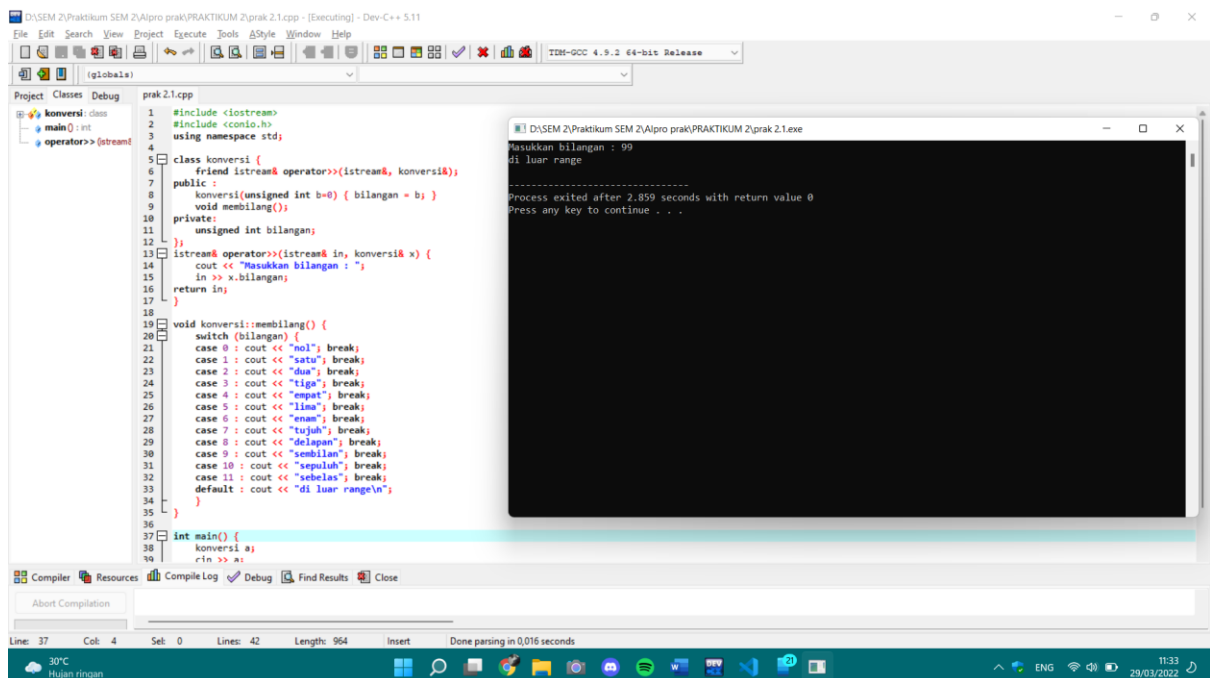 D:\SEM 2\Praktikum SEM 2\Alpro prak\PRAKTIKUM 2\prak 2.1.cpp - [Executing] - Dev-C++ 5.11
File Edit Search View Project Execute Tools AStyle Window Help
TDM-GCC 4.9.2 64-bit Release
(globals)
Project Classes Debug
prak 2.1.cpp
konversi : class
main () : int
operator>> (istream&
1 #include <iostream>
2 #include <conio.h>
3 using namespace std;
4
5 class konversi {
6 friend istream& operator>>(istream&, konversi&);
7 public :
8 konversi(unsigned int b=0) { bilangan = b; }
9 void membilang();
10 private:
11 unsigned int bilangan;
12 };
13 istream& operator>>(istream& in, konversi& x) {
14 cout << "Masukkan bilangan : ";
15 in >> x.bilangan;
16 return in;
17 }
18
19 void konversi::membilang() {
20 switch (bilangan) {
21 case 0 : cout << "nol"; break;
22 case 1 : cout << "satu"; break;
23 case 2 : cout << "dua"; break;
24 case 3 : cout << "tiga"; break;
25 case 4 : cout << "empat"; break;
26 case 5 : cout << "lima"; break;
27 case 6 : cout << "enam"; break;
28 case 7 : cout << "tujuh"; break;
29 case 8 : cout << "delapan"; break;
30 case 9 : cout << "sembilan"; break;
31 case 10 : cout << "sepuluh"; break;
32 case 11 : cout << "sebelas"; break;
33 default : cout << "di luar range\n";
34 }
35 }
36
37 int main() {
38 konversi a;
39 cin >> a;
D:\SEM 2\Praktikum SEM 2\Alpro prak\PRAKTIKUM 2\prak 2.1.exe
Masukkan bilangan : 99
di luar range
--------------------------------
Process exited after 2.859 seconds with return value 0
Press any key to continue . . .
Compiler Resources Compile Log Debug Find Results Close
Abort Compilation
Line: 37 Col: 4 Sel: 0 Lines: 42 Length: 964 Insert Done parsing in 0,016 seconds
30°C
Hujan ringan
DEV
21
ENG
11:33
29/03/2022